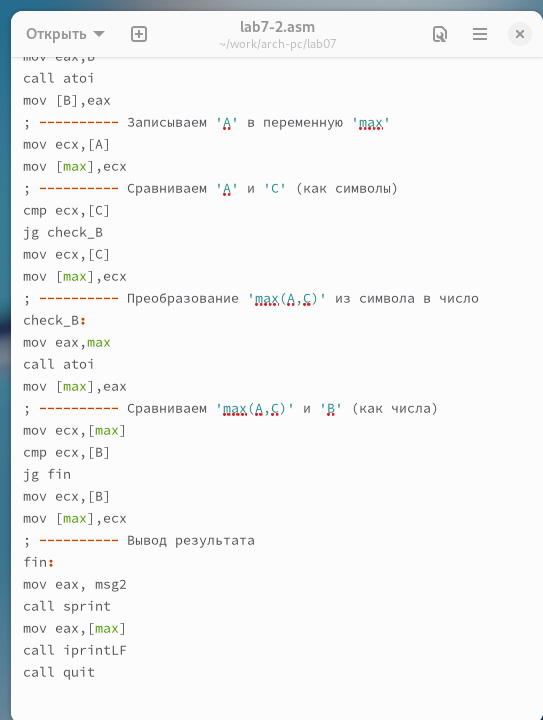 Открыть
lab7-2.asm
~/work/arch-pc/lab07
mov eax,B
call atoi
mov [B],eax
; ---------- Записываем 'A' в переменную 'max'
mov ecx,[A]
mov [max],ecx
; ---------- Сравниваем 'A' и 'C' (как символы)
cmp ecx,[C]
jg check_B
mov ecx,[C]
mov [max],ecx
; ---------- Преобразование 'max(A,C)' из символа в число
check_B:
mov eax,max
call atoi
mov [max],eax
; ---------- Сравниваем 'max(A,C)' и 'B' (как числа)
mov ecx,[max]
cmp ecx,[B]
jg fin
mov ecx,[B]
mov [max],ecx
; ---------- Вывод результата
fin:
mov eax, msg2
call sprint
mov eax,[max]
call iprintLF
call quit